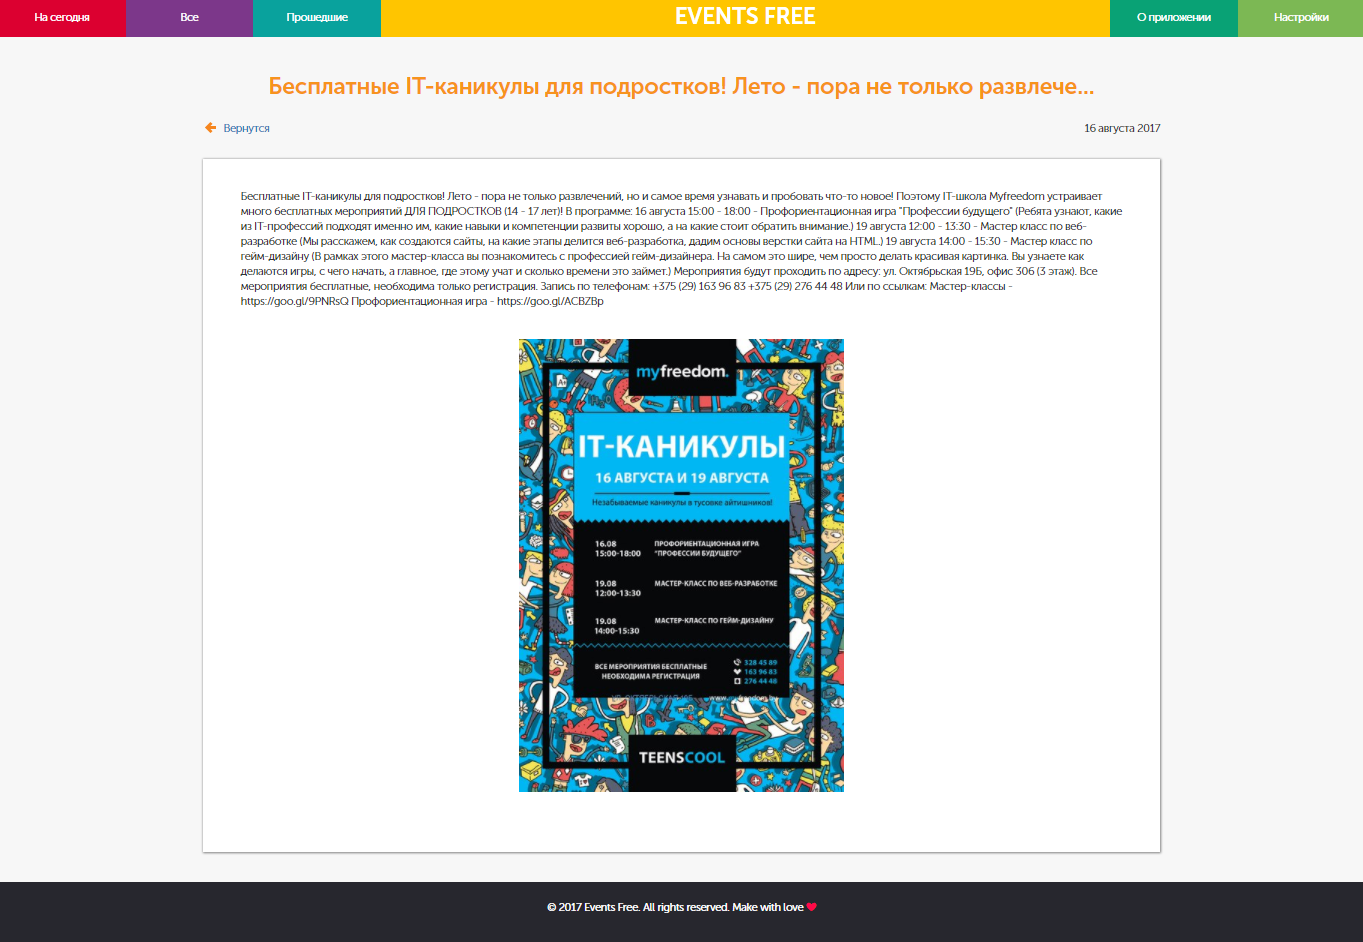 На сегодня
Все
Прошедшие
EVENTS FREE
О приложении
Настройки
Бесплатные IT-каникулы для подростков! Лето - пора не только развлече...
Вернутся
16 августа 2017
Бесплатные IT-каникулы для подростков! Лето - пора не только развлечений, но и самое время узнавать и пробовать что-то новое! Поэтому IT-школа Myfreedom устраивает
много бесплатных мероприятий ДЛЯ ПОДРОСТКОВ (14 - 17 лет)! В программе: 16 августа 15:00 - 18:00 - Профориентационная игра "Профессии будущего" (Ребята узнают, какие
из IT-профессий подходят именно им, какие навыки и компетенции развиты хорошо, а на какие стоит обратить внимание.) 19 августа 12:00 - 13:30 - Мастер класс по веб-
разработке (Мы расскажем, как создаются сайты, на какие этапы делится веб-разработка, дадим основы верстки сайта на HTML.) 19 августа 14:00 - 15:30 - Мастер класс по
гейм-дизайну (В рамках этого мастер-класса вы познакомитесь с профессией гейм-дизайнера. На самом это шире, чем просто делать красивая картинка. Вы узнаете как
делаются игры, с чего начать, а главное, где этому учат и сколько времени это займет.) Мероприятия будут проходить по адресу: ул. Октябрьская 19Б, офис 306 (3 этаж). Все
мероприятия бесплатные, необходима только регистрация. Запись по телефонам: +375 (29) 163 96 83 +375 (29) 276 44 48 Или по ссылкам: Мастер-классы -
https://goo.gl/9PNRsQ Профориентационная игра - https://goo.gl/ACBZBp
myfreedom.
A+
IT-КАНИКУЛЫ
16 АВГУСТА И 19 АВГУСТА
Незабываемые каникулы в тусовке айтишников!
16.08 ПРОФОРИЕНТАЦИОННАЯ ИГРА
15:00-18:00 "ПРОФЕССИИ БУДУЩЕГО"
19.08 МАСТЕР-КЛАСС ПО ВЕБ-РАЗРАБОТКЕ
12:00-13:30
19.08 МАСТЕР-КЛАСС ПО ГЕЙМ-ДИЗАЙНУ
14:00-15:30
ВСЕ МЕРОПРИЯТИЯ БЕСПЛАТНЫЕ
НЕОБХОДИМА РЕГИСТРАЦИЯ
328 45 89
163 96 83
276 44 48
УЛ. ОКТЯБРЬСКАЯ 19Б www.myfreedom.by
TEENSCOOL
© 2017 Events Free. All rights reserved. Make with love